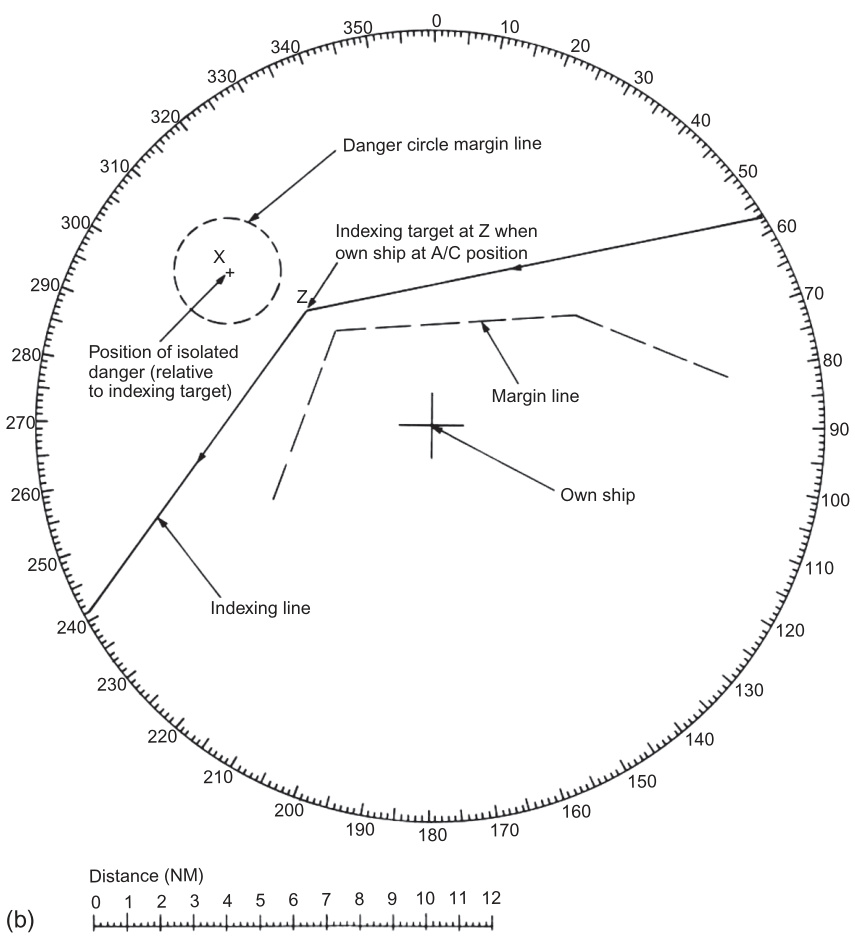 0
10
20
30
40
50
60
70
80
90
100
110
120
130
140
150
160
170
180
190
200
210
220
230
240
250
260
270
280
290
300
310
320
330
340
350
Danger circle margin line
Indexing target at Z when
own ship at A/C position
X
Z
Position of isolated
danger (relative
to indexing target)
Margin line
Own ship
Indexing line
Distance (NM)
0 1 2 3 4 5 6 7 8 9 10 11 12
(b)